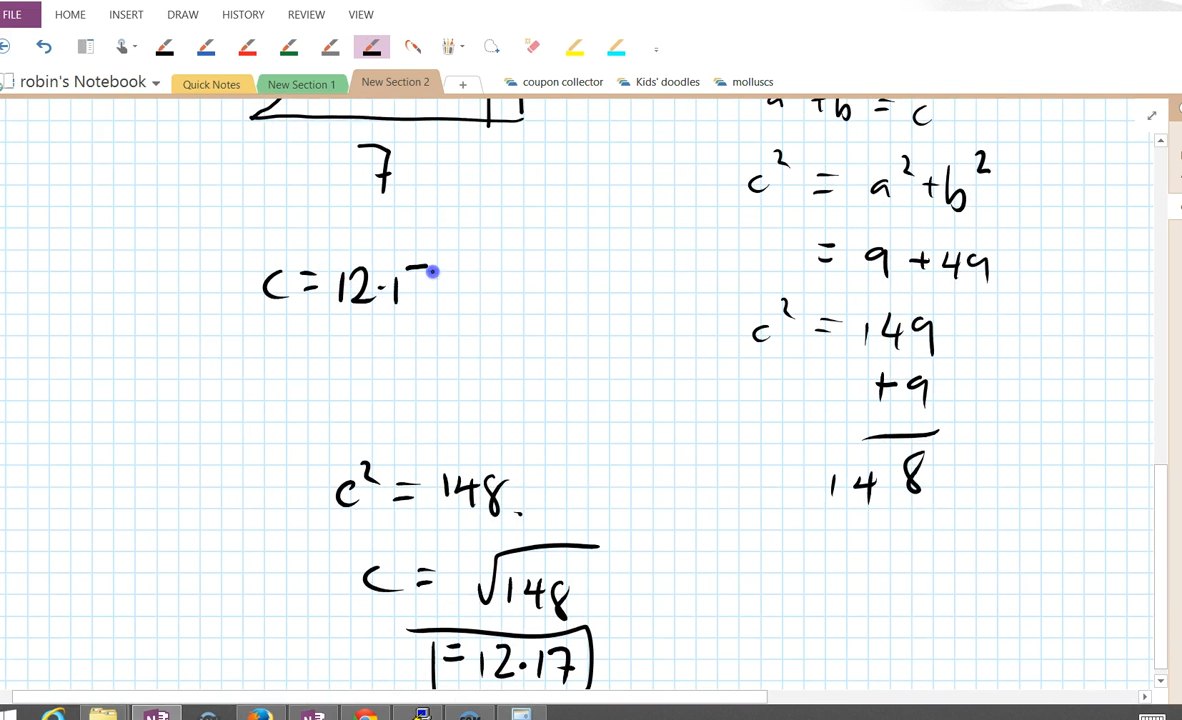 FILE HOME INSERT DRAW HISTORY REVIEW VIEW
robin's Notebook Quick Notes New Section 1 New Section 2 + coupon collector Kids' doodles molluscs
a + b = c
7
c² = a² + b²
= 9 + 49
c = 12.1
c² = 149
+9
148
c² = 148.
c = √148
= 12.17